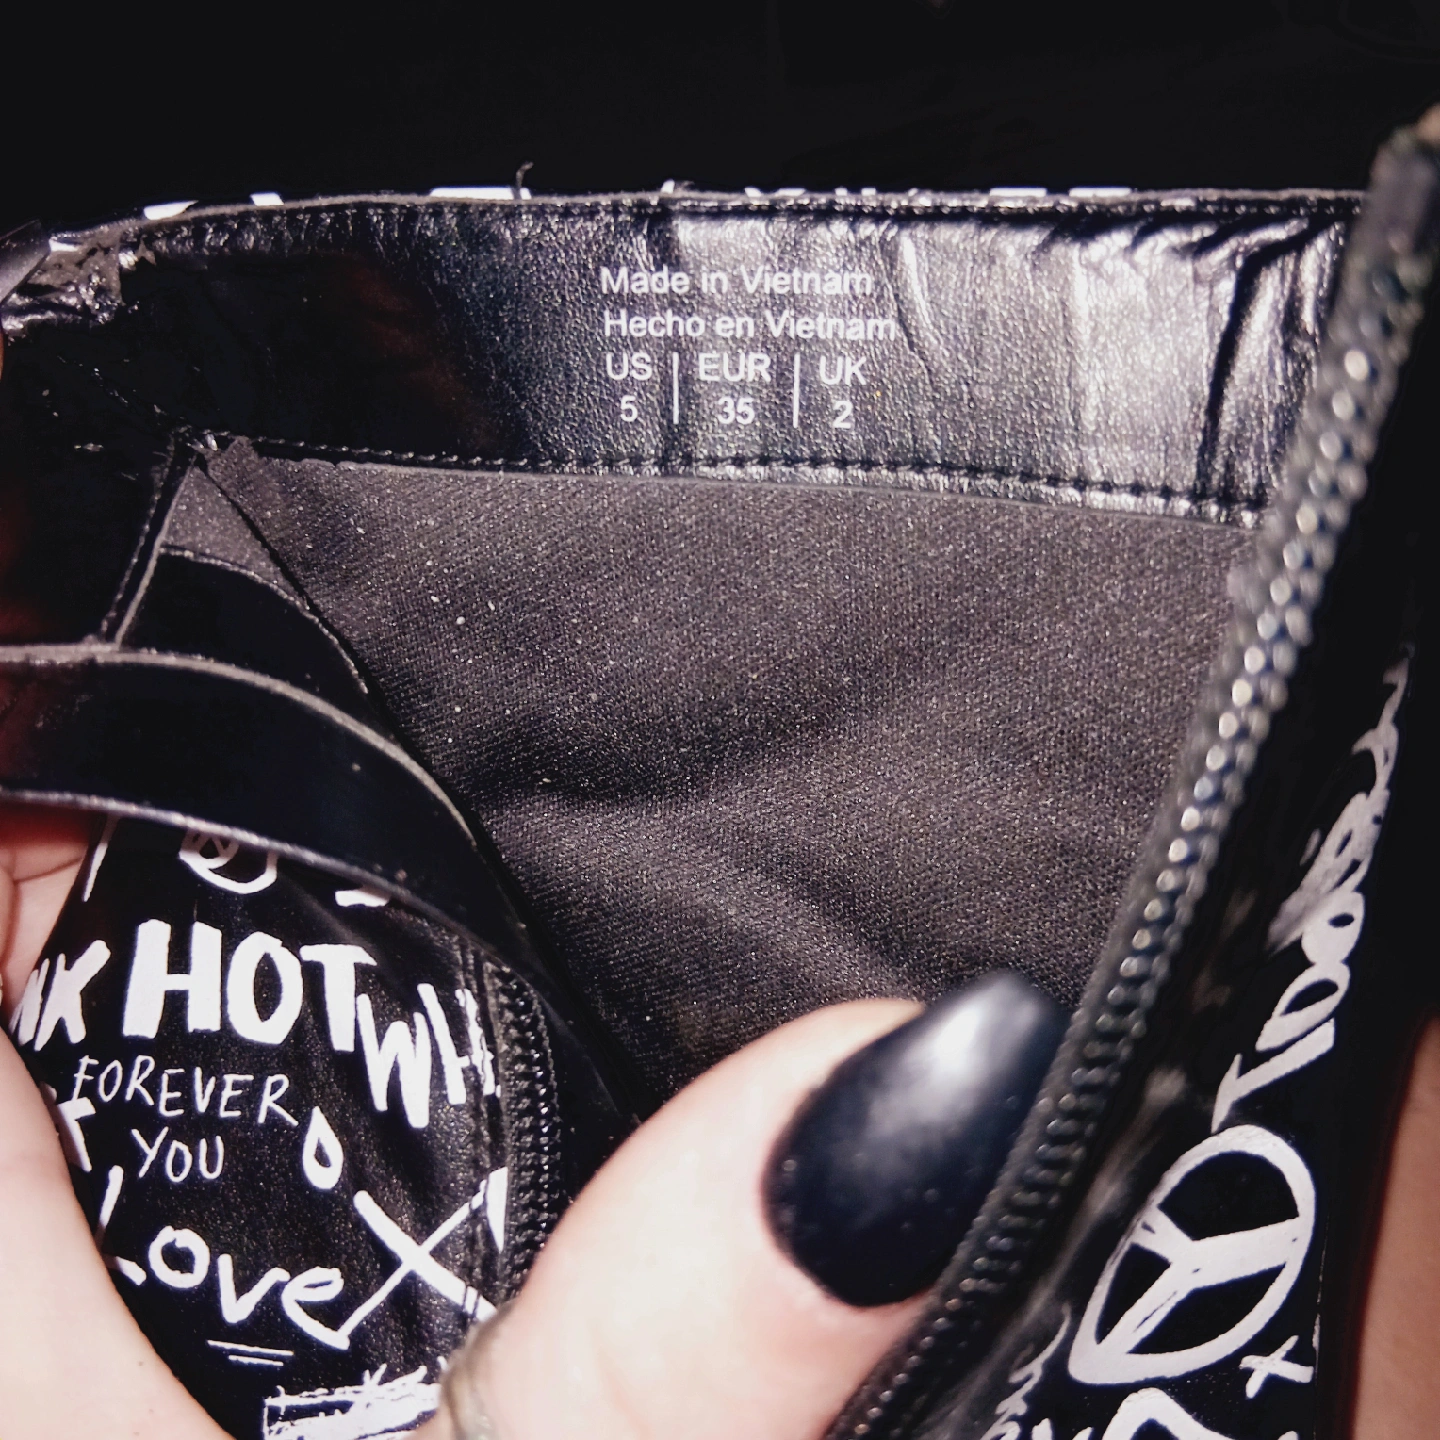 Made in Vietnam
Hecho en Vietnam
US | EUR | UK
5 | 35 | 2
HOT
FOREVER
YOU
Love